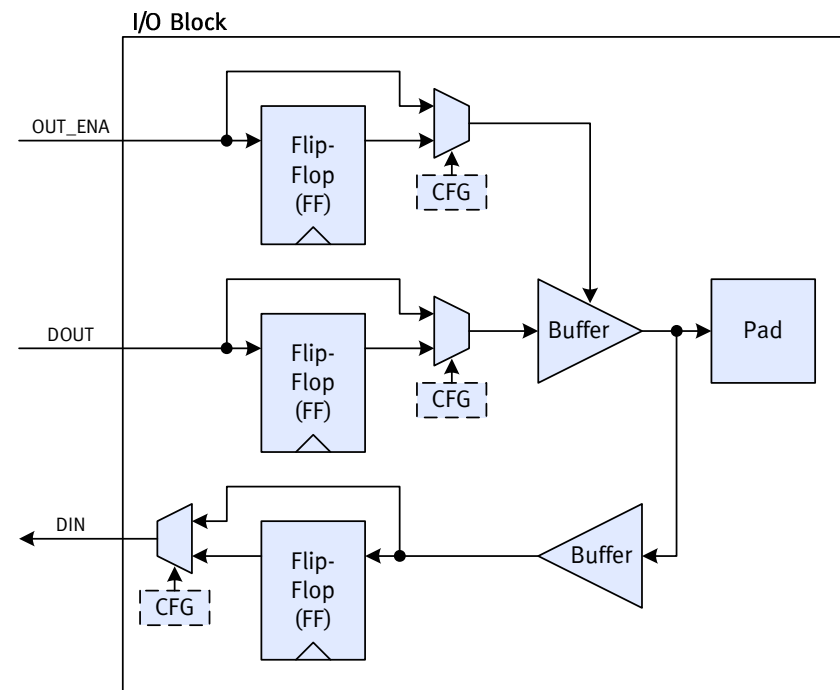 I/O Block
OUT_ENA
Flip-
Flop
(FF)
CFG
DOUT
Flip-
Flop
(FF)
CFG
Buffer
Pad
DIN
CFG
Flip-
Flop
(FF)
Buffer